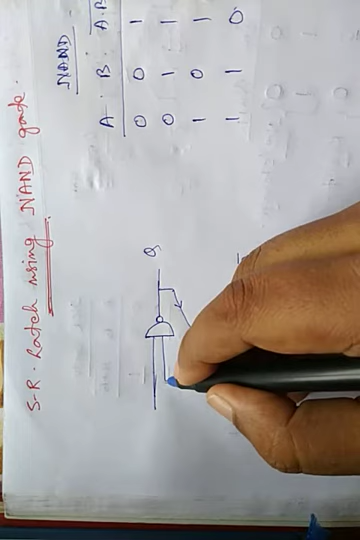 S-R. Latch using NAND gate.
NAND
A . B . A.B
0 0 1
0 1 1
1 0 1
1 1 0
Q